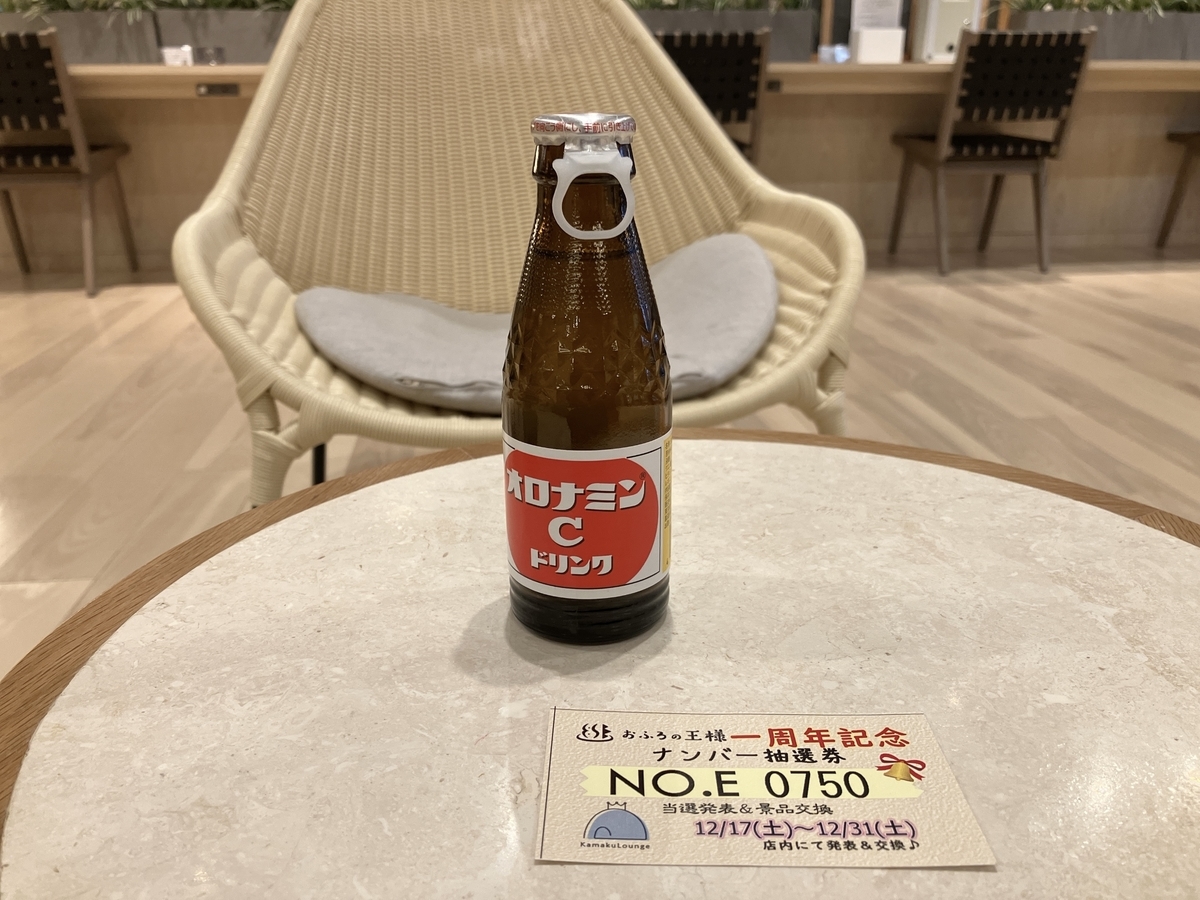 オロナミン
C
ドリンク
おふろの王様 一周年記念
ナンバー抽選券
NO.E 0750
当選発表&景品交換
12/17(土)～12/31(土)
店内にて発表&交換♪
KamakuLounge